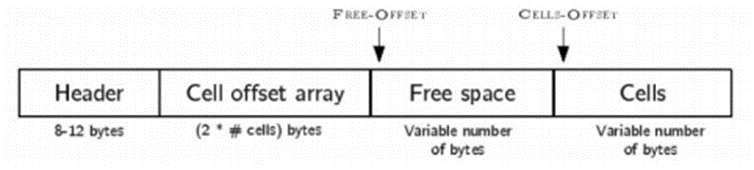 FREE-OFFSET CELLS-OFFSET
Header Cell offset array Free space Cells
8-12 bytes (2 * # cells) bytes Variable number Variable number
of bytes of bytes